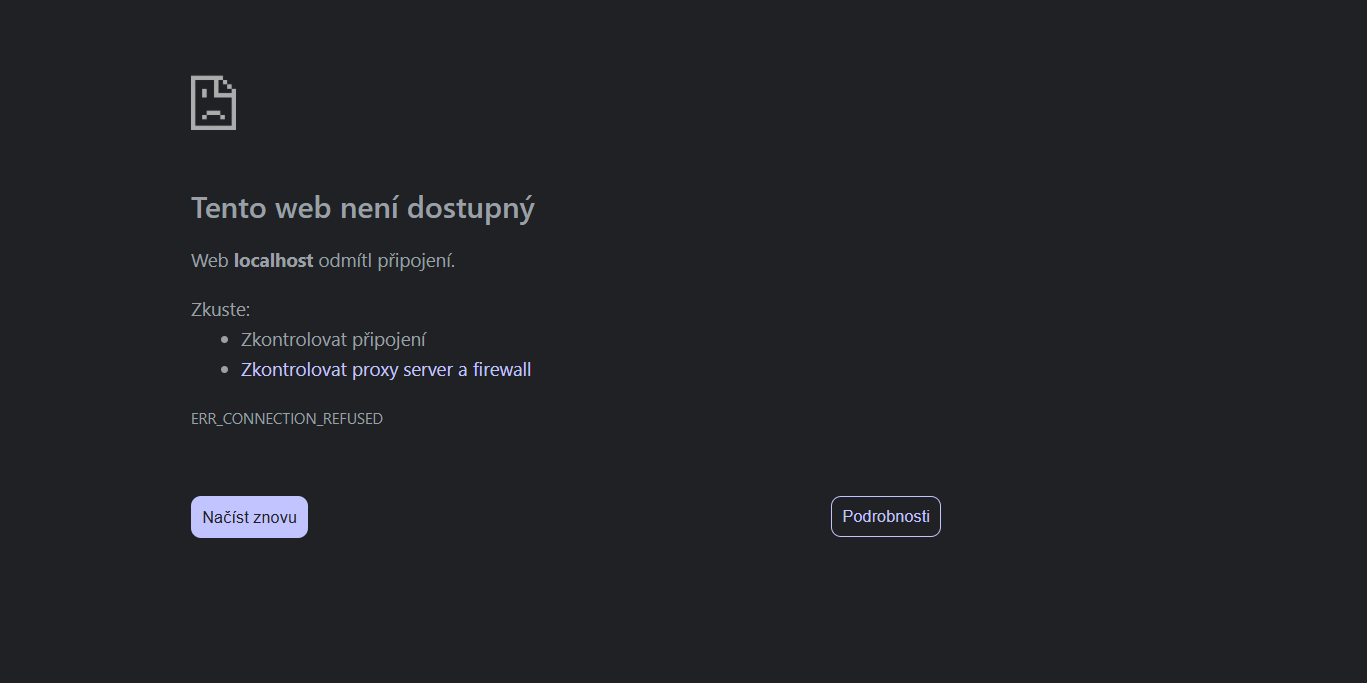 Tento web není dostupný
Web localhost odmítl připojení.
Zkuste:
Zkontrolovat připojení
Zkontrolovat proxy server a firewall
ERR_CONNECTION_REFUSED
Načíst znovu
Podrobnosti